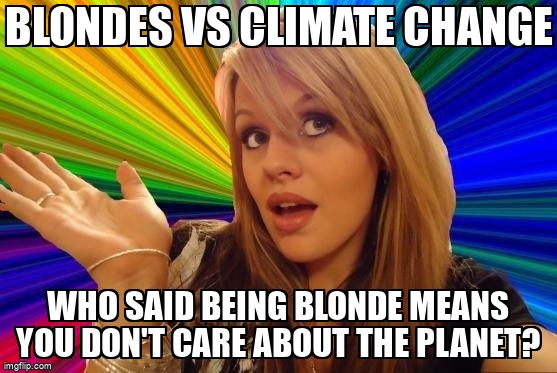 BLONDES VS CLIMATE CHANGE
WHO SAID BEING BLONDE MEANS
YOU DON'T CARE ABOUT THE PLANET?
imgflip.com